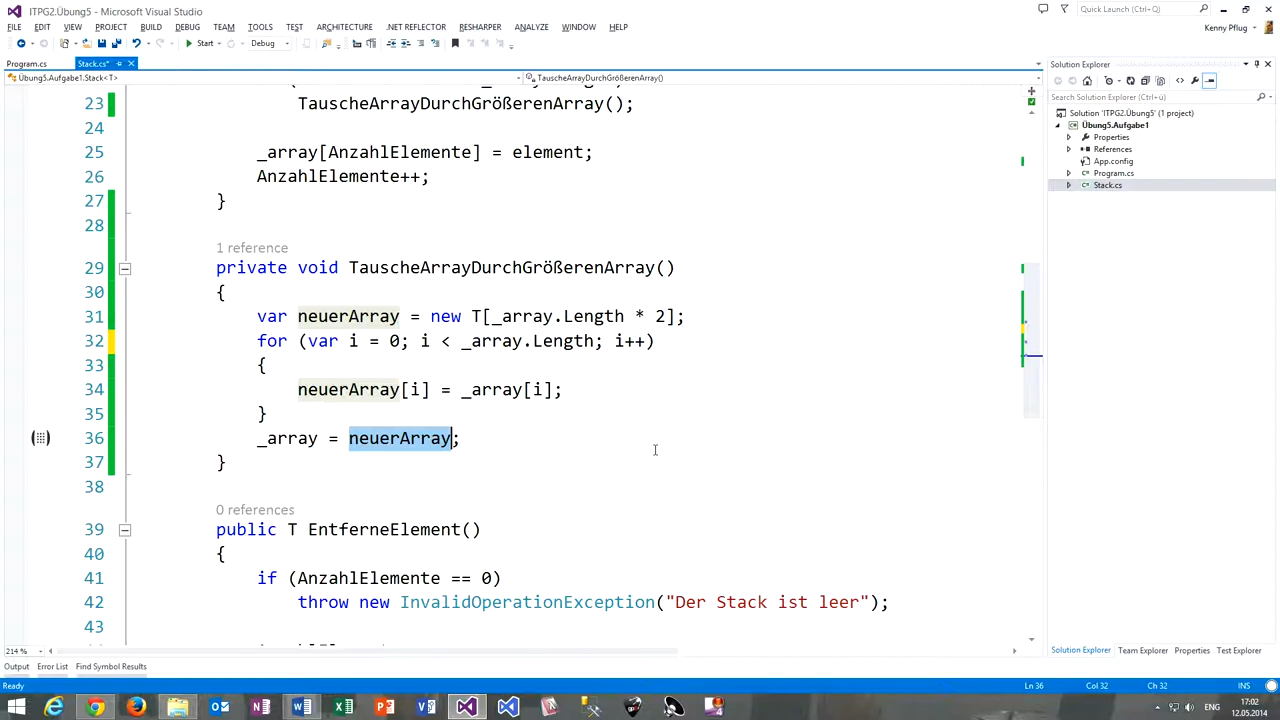 ITPG2.Übung5 - Microsoft Visual Studio
Quick Launch (Ctrl+Q)
FILE EDIT VIEW PROJECT BUILD DEBUG TEAM TOOLS TEST ARCHITECTURE .NET REFLECTOR RESHARPER ANALYZE WINDOW HELP
Kenny Pflug
Start Debug
Program.cs Stack.cs*
Solution Explorer
Übung5.Aufgabe1.Stack<T> TauscheArrayDurchGrößerenArray()
Search Solution Explorer (Ctrl+ü)
Solution 'ITPG2.Übung5' (1 project)
Übung5.Aufgabe1
Properties
References
App.config
Program.cs
Stack.cs
23 TauscheArrayDurchGrößerenArray();
24
25 _array[AnzahlElemente] = element;
26 AnzahlElemente++;
27 }
28
1 reference
29 private void TauscheArrayDurchGrößerenArray()
30 {
31 var neuerArray = new T[_array.Length * 2];
32 for (var i = 0; i < _array.Length; i++)
33 {
34 neuerArray[i] = _array[i];
35 }
36 _array = neuerArray;
37 }
38
0 references
39 public T EntferneElement()
40 {
41 if (AnzahlElemente == 0)
42 throw new InvalidOperationException("Der Stack ist leer");
43
214 %
Solution Explorer Team Explorer Properties Test Explorer
Output Error List Find Symbol Results
Ready Ln 36 Col 32 Ch 32 INS
ENG 17:02
12.05.2014